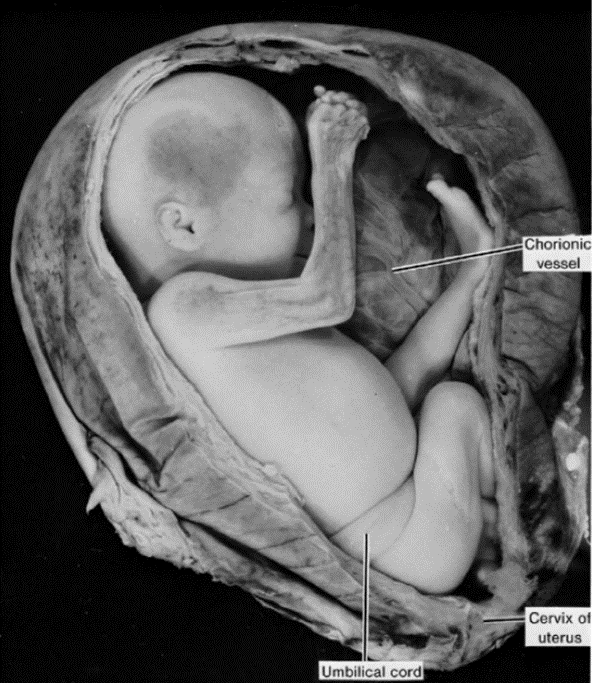 Chorionic
vessel
Cervix of
uterus
Umbilical cord